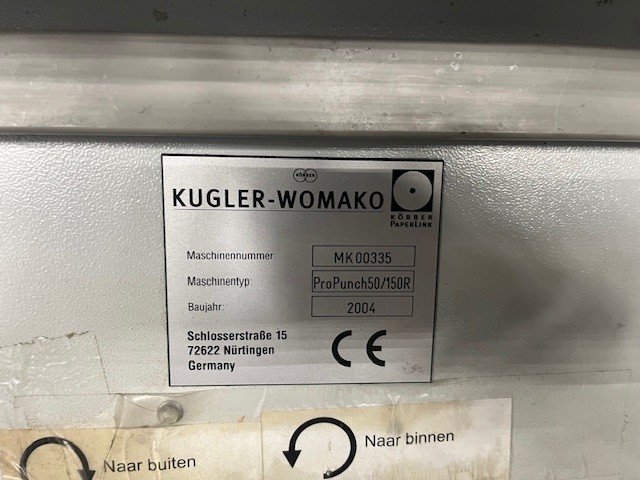 KÖRBER
KUGLER-WOMAKO
KÖRBER
PAPERLINK
Maschinennummer: MK00335
Maschinentyp: ProPunch50/150R
Baujahr: 2004
Schlosserstraße 15
72622 Nürtingen
Germany
CE
Naar buiten
Naar binnen